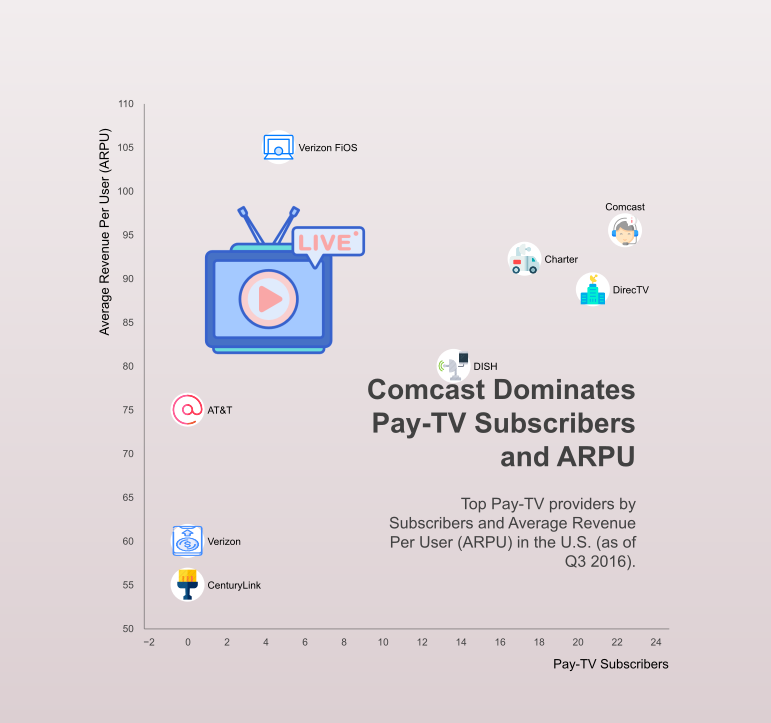 110
105
100
95
90
85
80
75
70
65
60
55
50
Average Revenue Per User (ARPU)
Verizon FiOS
Comcast
LIVE
Charter
DirecTV
DISH
AT&T
Verizon
CenturyLink
Comcast Dominates
Pay-TV Subscribers
and ARPU
Top Pay-TV providers by
Subscribers and Average Revenue
Per User (ARPU) in the U.S. (as of
Q3 2016).
−2 0 2 4 6 8 10 12 14 16 18 20 22 24
Pay-TV Subscribers